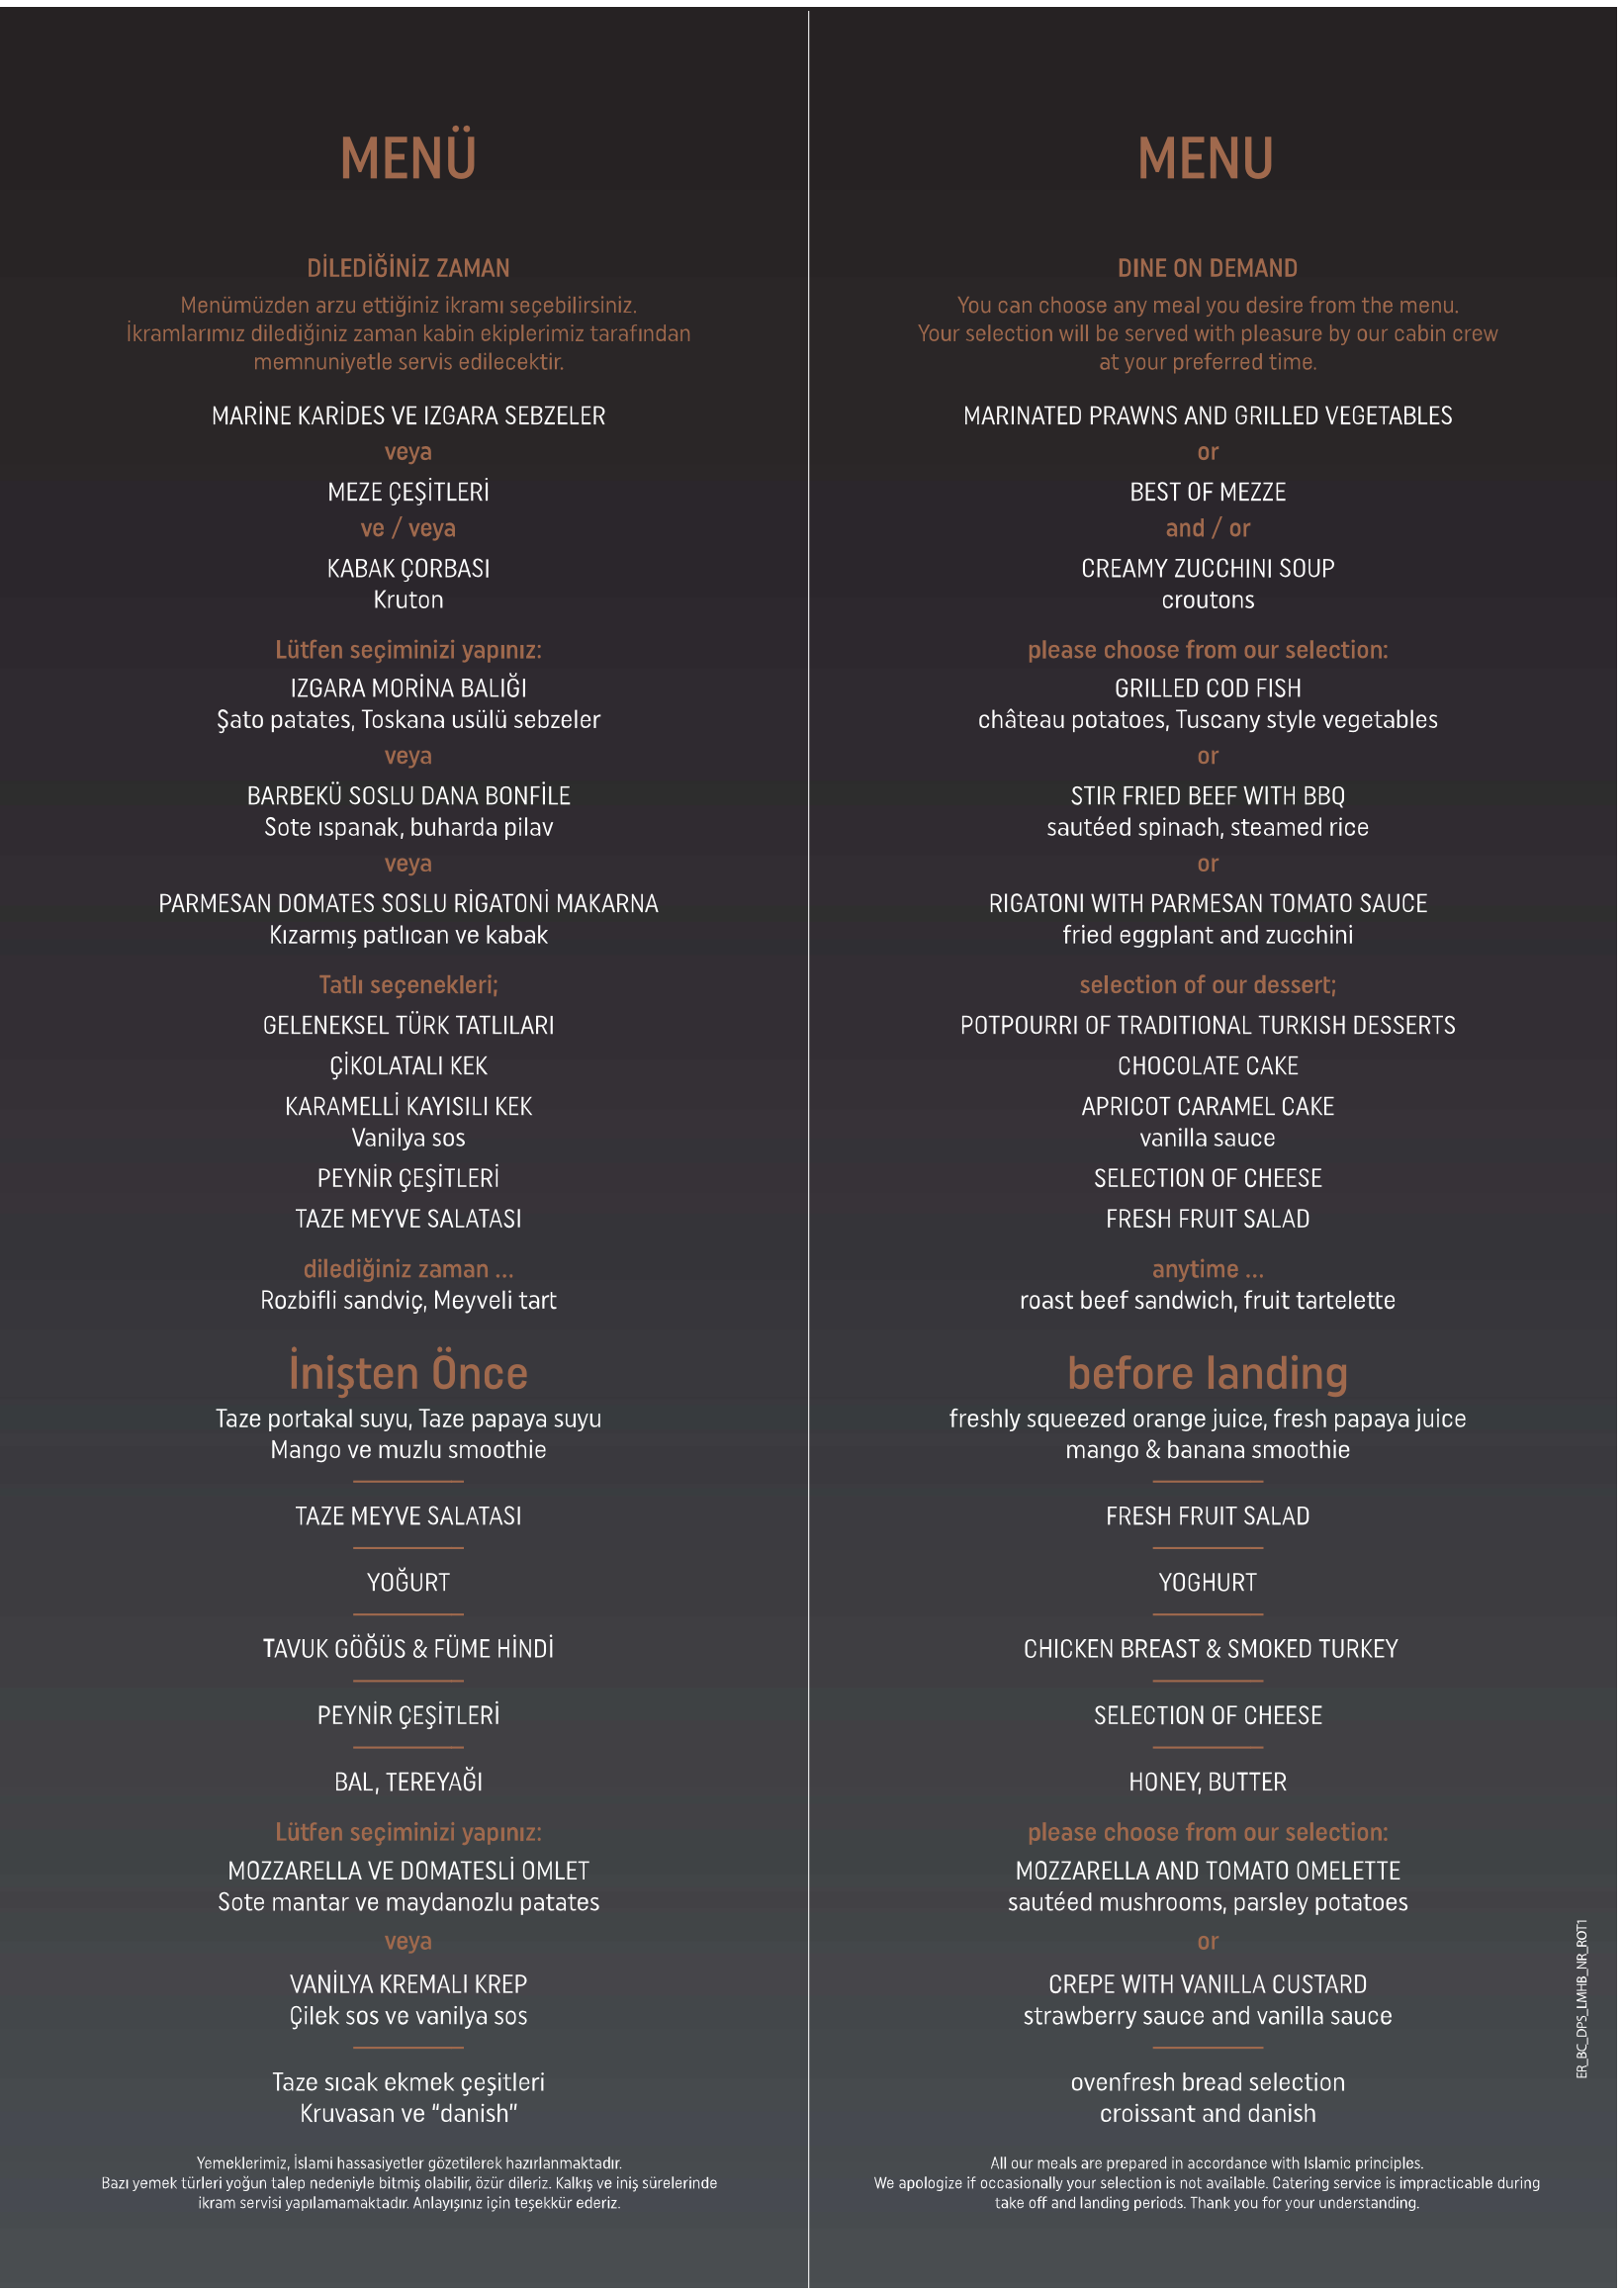 MENÜ
DİLEDİĞİNİZ ZAMAN
Menümüzden arzu ettiğiniz ikramı seçebilirsiniz.
İkramlarımız dilediğiniz zaman kabin ekiplerimiz tarafından
memnuniyetle servis edilecektir.
MARİNE KARİDES VE IZGARA SEBZELER
veya
MEZE ÇEŞİTLERİ
ve / veya
KABAK ÇORBASI
Kruton
Lütfen seçiminizi yapınız:
IZGARA MORİNA BALIĞI
Şato patates, Toskana usülü sebzeler
veya
BARBEKÜ SOSLU DANA BONFİLE
Sote ıspanak, buharda pilav
veya
PARMESAN DOMATES SOSLU RİGATONİ MAKARNA
Kızarmış patlıcan ve kabak
Tatlı seçenekleri;
GELENEKSEL TÜRK TATLILARI
ÇİKOLATALI KEK
KARAMELLİ KAYISILI KEK
Vanilya sos
PEYNİR ÇEŞİTLERİ
TAZE MEYVE SALATASI
dilediğiniz zaman ...
Rozbifli sandviç, Meyveli tart
İnişten Önce
Taze portakal suyu, Taze papaya suyu
Mango ve muzlu smoothie
TAZE MEYVE SALATASI
YOĞURT
TAVUK GÖĞÜS & FÜME HİNDİ
PEYNİR ÇEŞİTLERİ
BAL, TEREYAĞI
Lütfen seçiminizi yapınız:
MOZZARELLA VE DOMATESLİ OMLET
Sote mantar ve maydanozlu patates
veya
VANİLYA KREMALI KREP
Çilek sos ve vanilya sos
Taze sıcak ekmek çeşitleri
Kruvasan ve “danish”
Yemeklerimiz, İslami hassasiyetler gözetilerek hazırlanmaktadır.
Bazı yemek türleri yoğun talep nedeniyle bitmiş olabilir, özür dileriz. Kalkış ve iniş sürelerinde
ikram servisi yapılamamaktadır. Anlayışınız için teşekkür ederiz.
MENU
DINE ON DEMAND
You can choose any meal you desire from the menu.
Your selection will be served with pleasure by our cabin crew
at your preferred time.
MARINATED PRAWNS AND GRILLED VEGETABLES
or
BEST OF MEZZE
and / or
CREAMY ZUCCHINI SOUP
croutons
please choose from our selection:
GRILLED COD FISH
château potatoes, Tuscany style vegetables
or
STIR FRIED BEEF WITH BBQ
sautéed spinach, steamed rice
or
RIGATONI WITH PARMESAN TOMATO SAUCE
fried eggplant and zucchini
selection of our dessert;
POTPOURRI OF TRADITIONAL TURKISH DESSERTS
CHOCOLATE CAKE
APRICOT CARAMEL CAKE
vanilla sauce
SELECTION OF CHEESE
FRESH FRUIT SALAD
anytime ...
roast beef sandwich, fruit tartelette
before landing
freshly squeezed orange juice, fresh papaya juice
mango & banana smoothie
FRESH FRUIT SALAD
YOGHURT
CHICKEN BREAST & SMOKED TURKEY
SELECTION OF CHEESE
HONEY, BUTTER
please choose from our selection:
MOZZARELLA AND TOMATO OMELETTE
sautéed mushrooms, parsley potatoes
or
CREPE WITH VANILLA CUSTARD
strawberry sauce and vanilla sauce
ovenfresh bread selection
croissant and danish
All our meals are prepared in accordance with Islamic principles.
We apologize if occasionally your selection is not available. Catering service is impracticable during
take off and landing periods. Thank you for your understanding.
ER_BC_DPS_LMHB_NR_ROT1